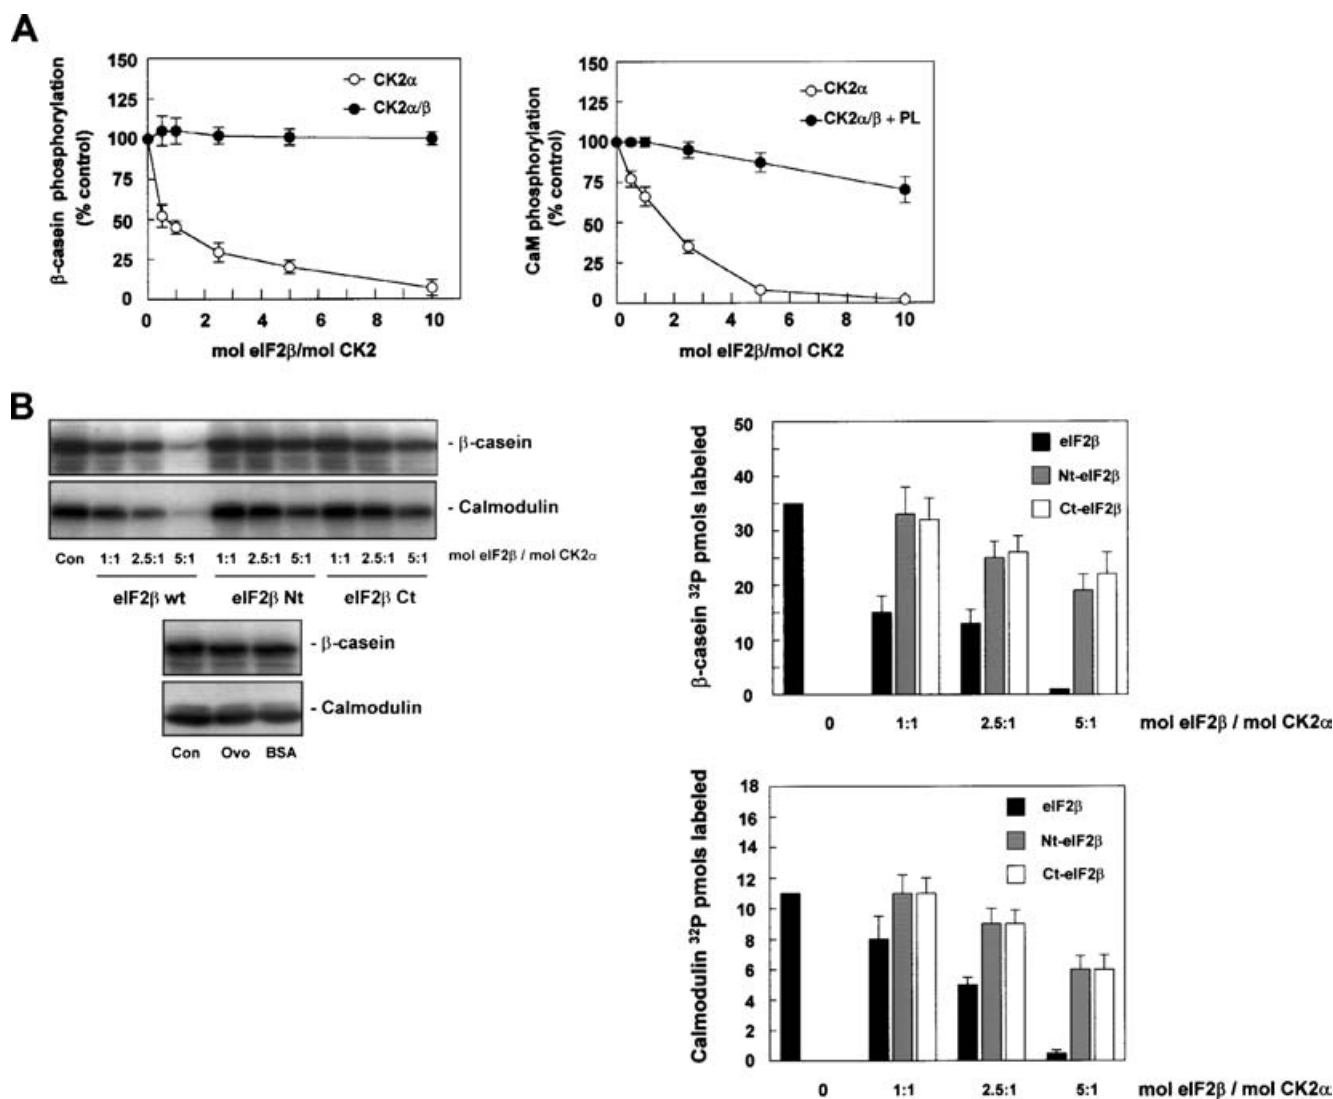 A
β-casein phosphorylation
(% control)
150
125
100
75
50
25
0
CK2α
CK2α/β
0 2 4 6 8 10
mol eIF2β/mol CK2
CaM phosphorylation
(% control)
150
125
100
75
50
25
0
CK2α
CK2α/β + PL
0 2 4 6 8 10
mol eIF2β/mol CK2
B
- β-casein
- Calmodulin
Con 1:1 2.5:1 5:1 1:1 2.5:1 5:1 1:1 2.5:1 5:1 mol eIF2β / mol CK2α
eIF2β wt eIF2β Nt eIF2β Ct
- β-casein
- Calmodulin
Con Ovo BSA
β-casein ³²P pmols labeled
50
40
30
20
10
0
eIF2β
Nt-eIF2β
Ct-eIF2β
0 1:1 2.5:1 5:1 mol eIF2β / mol CK2α
Calmodulin ³²P pmols labeled
18
16
14
12
10
8
6
4
2
0
eIF2β
Nt-eIF2β
Ct-eIF2β
0 1:1 2.5:1 5:1 mol eIF2β / mol CK2α